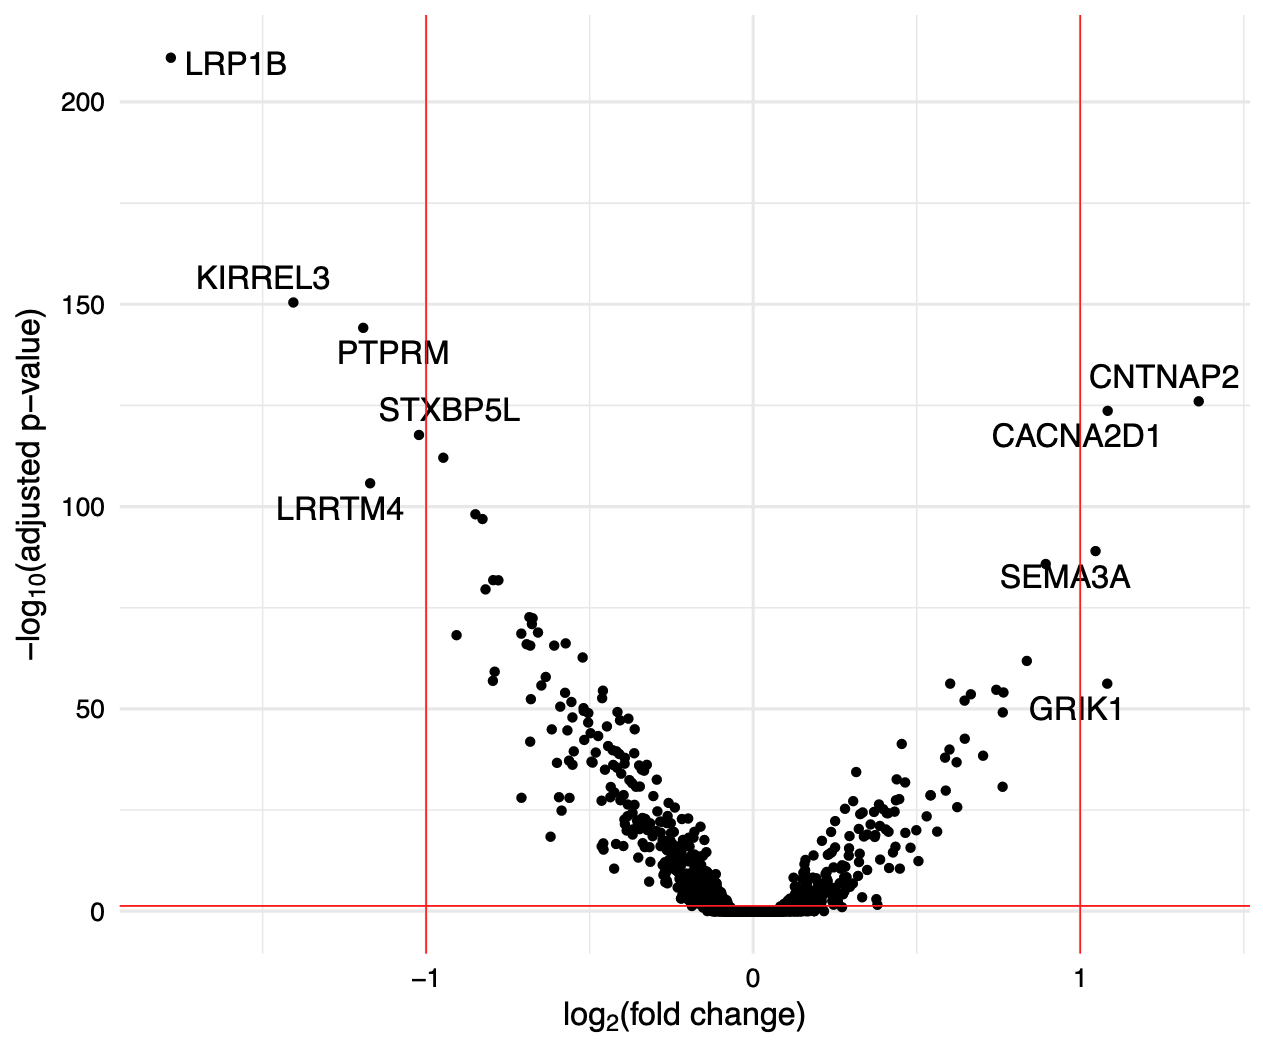 LRP1B
200
KIRREL3
150
PTPRM
CNTNAP2
STXBP5L
CACNA2D1
LRRTM4
100
SEMA3A
50
GRIK1
0
−log10(adjusted p−value)
−1
0
1
log2(fold change)